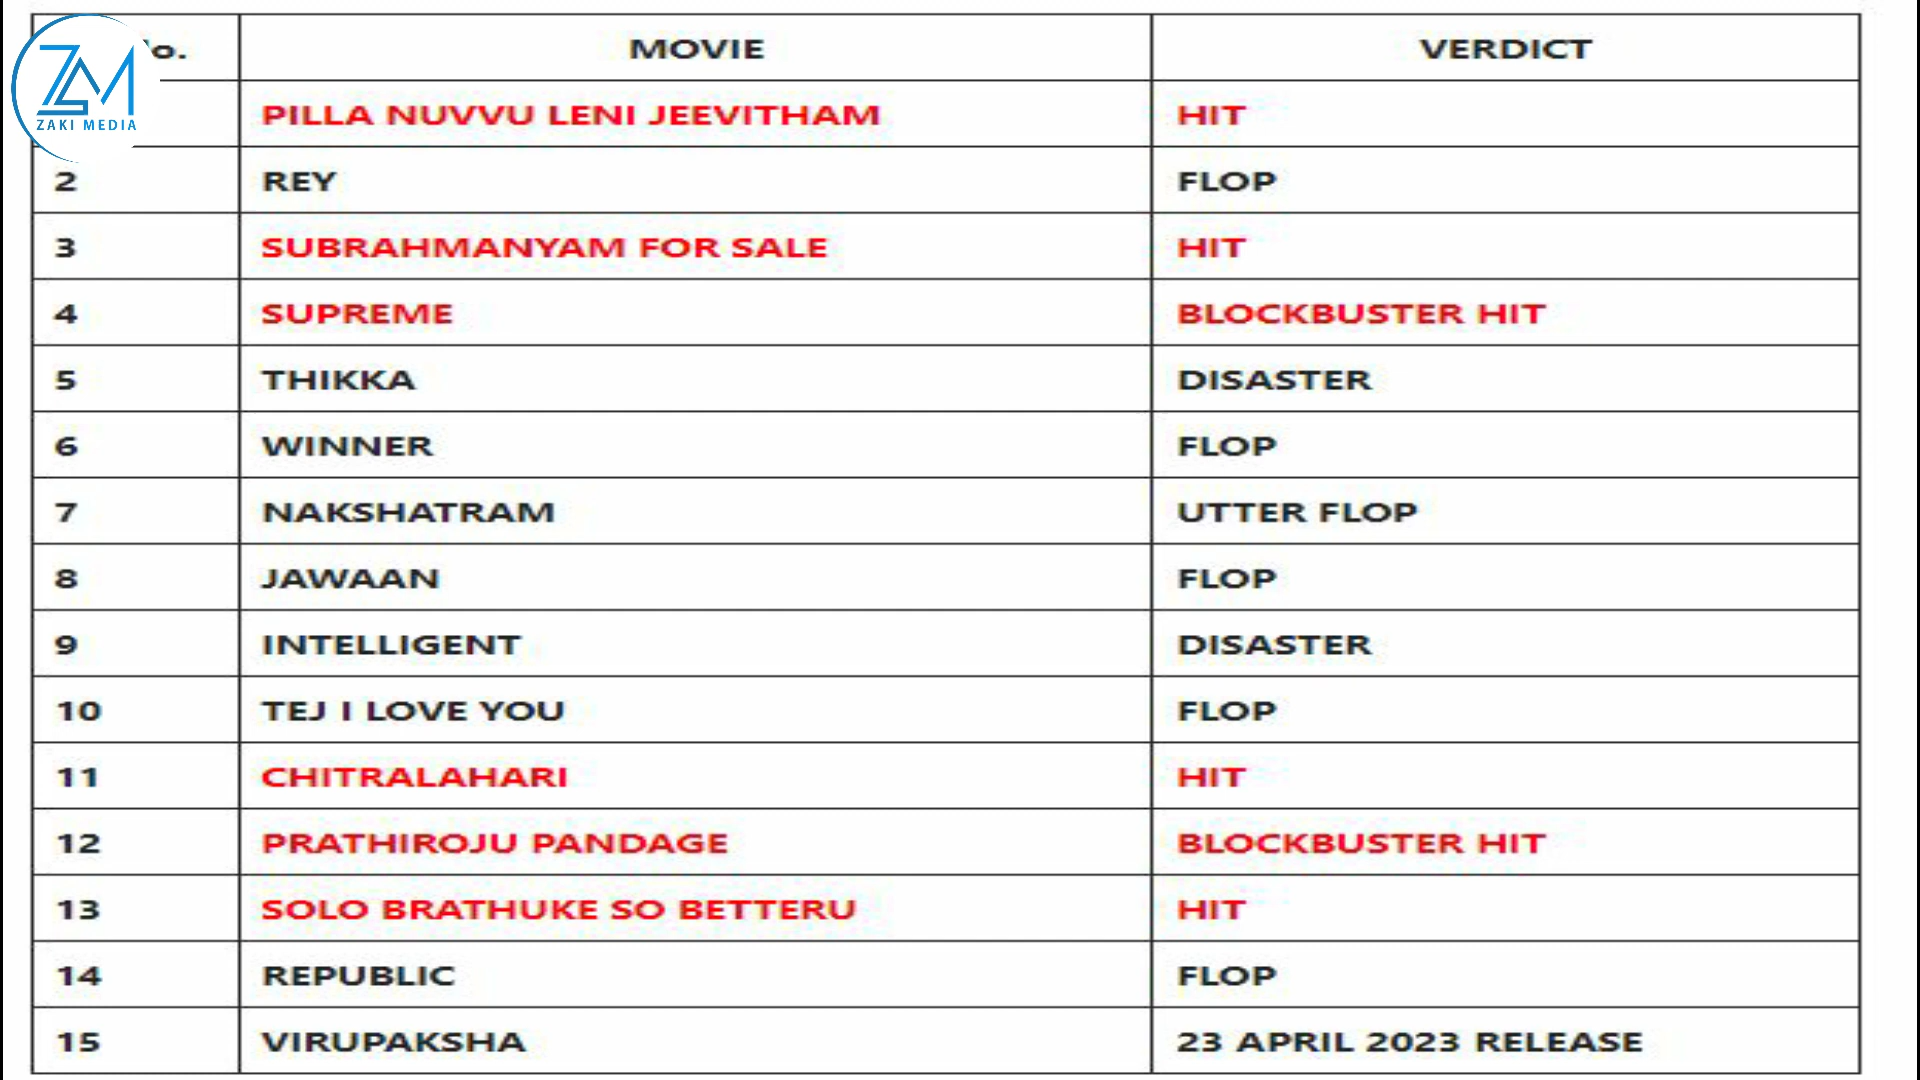 o. MOVIE VERDICT
ZM
ZAKI MEDIA
PILLA NUVVU LENI JEEVITHAM HIT
2 REY FLOP
3 SUBRAHMANYAM FOR SALE HIT
4 SUPREME BLOCKBUSTER HIT
5 THIKKA DISASTER
6 WINNER FLOP
7 NAKSHATRAM UTTER FLOP
8 JAWAAN FLOP
9 INTELLIGENT DISASTER
10 TEJ I LOVE YOU FLOP
11 CHITRALAHARI HIT
12 PRATHIROJU PANDAGE BLOCKBUSTER HIT
13 SOLO BRATHUKE SO BETTERU HIT
14 REPUBLIC FLOP
15 VIRUPAKSHA 23 APRIL 2023 RELEASE